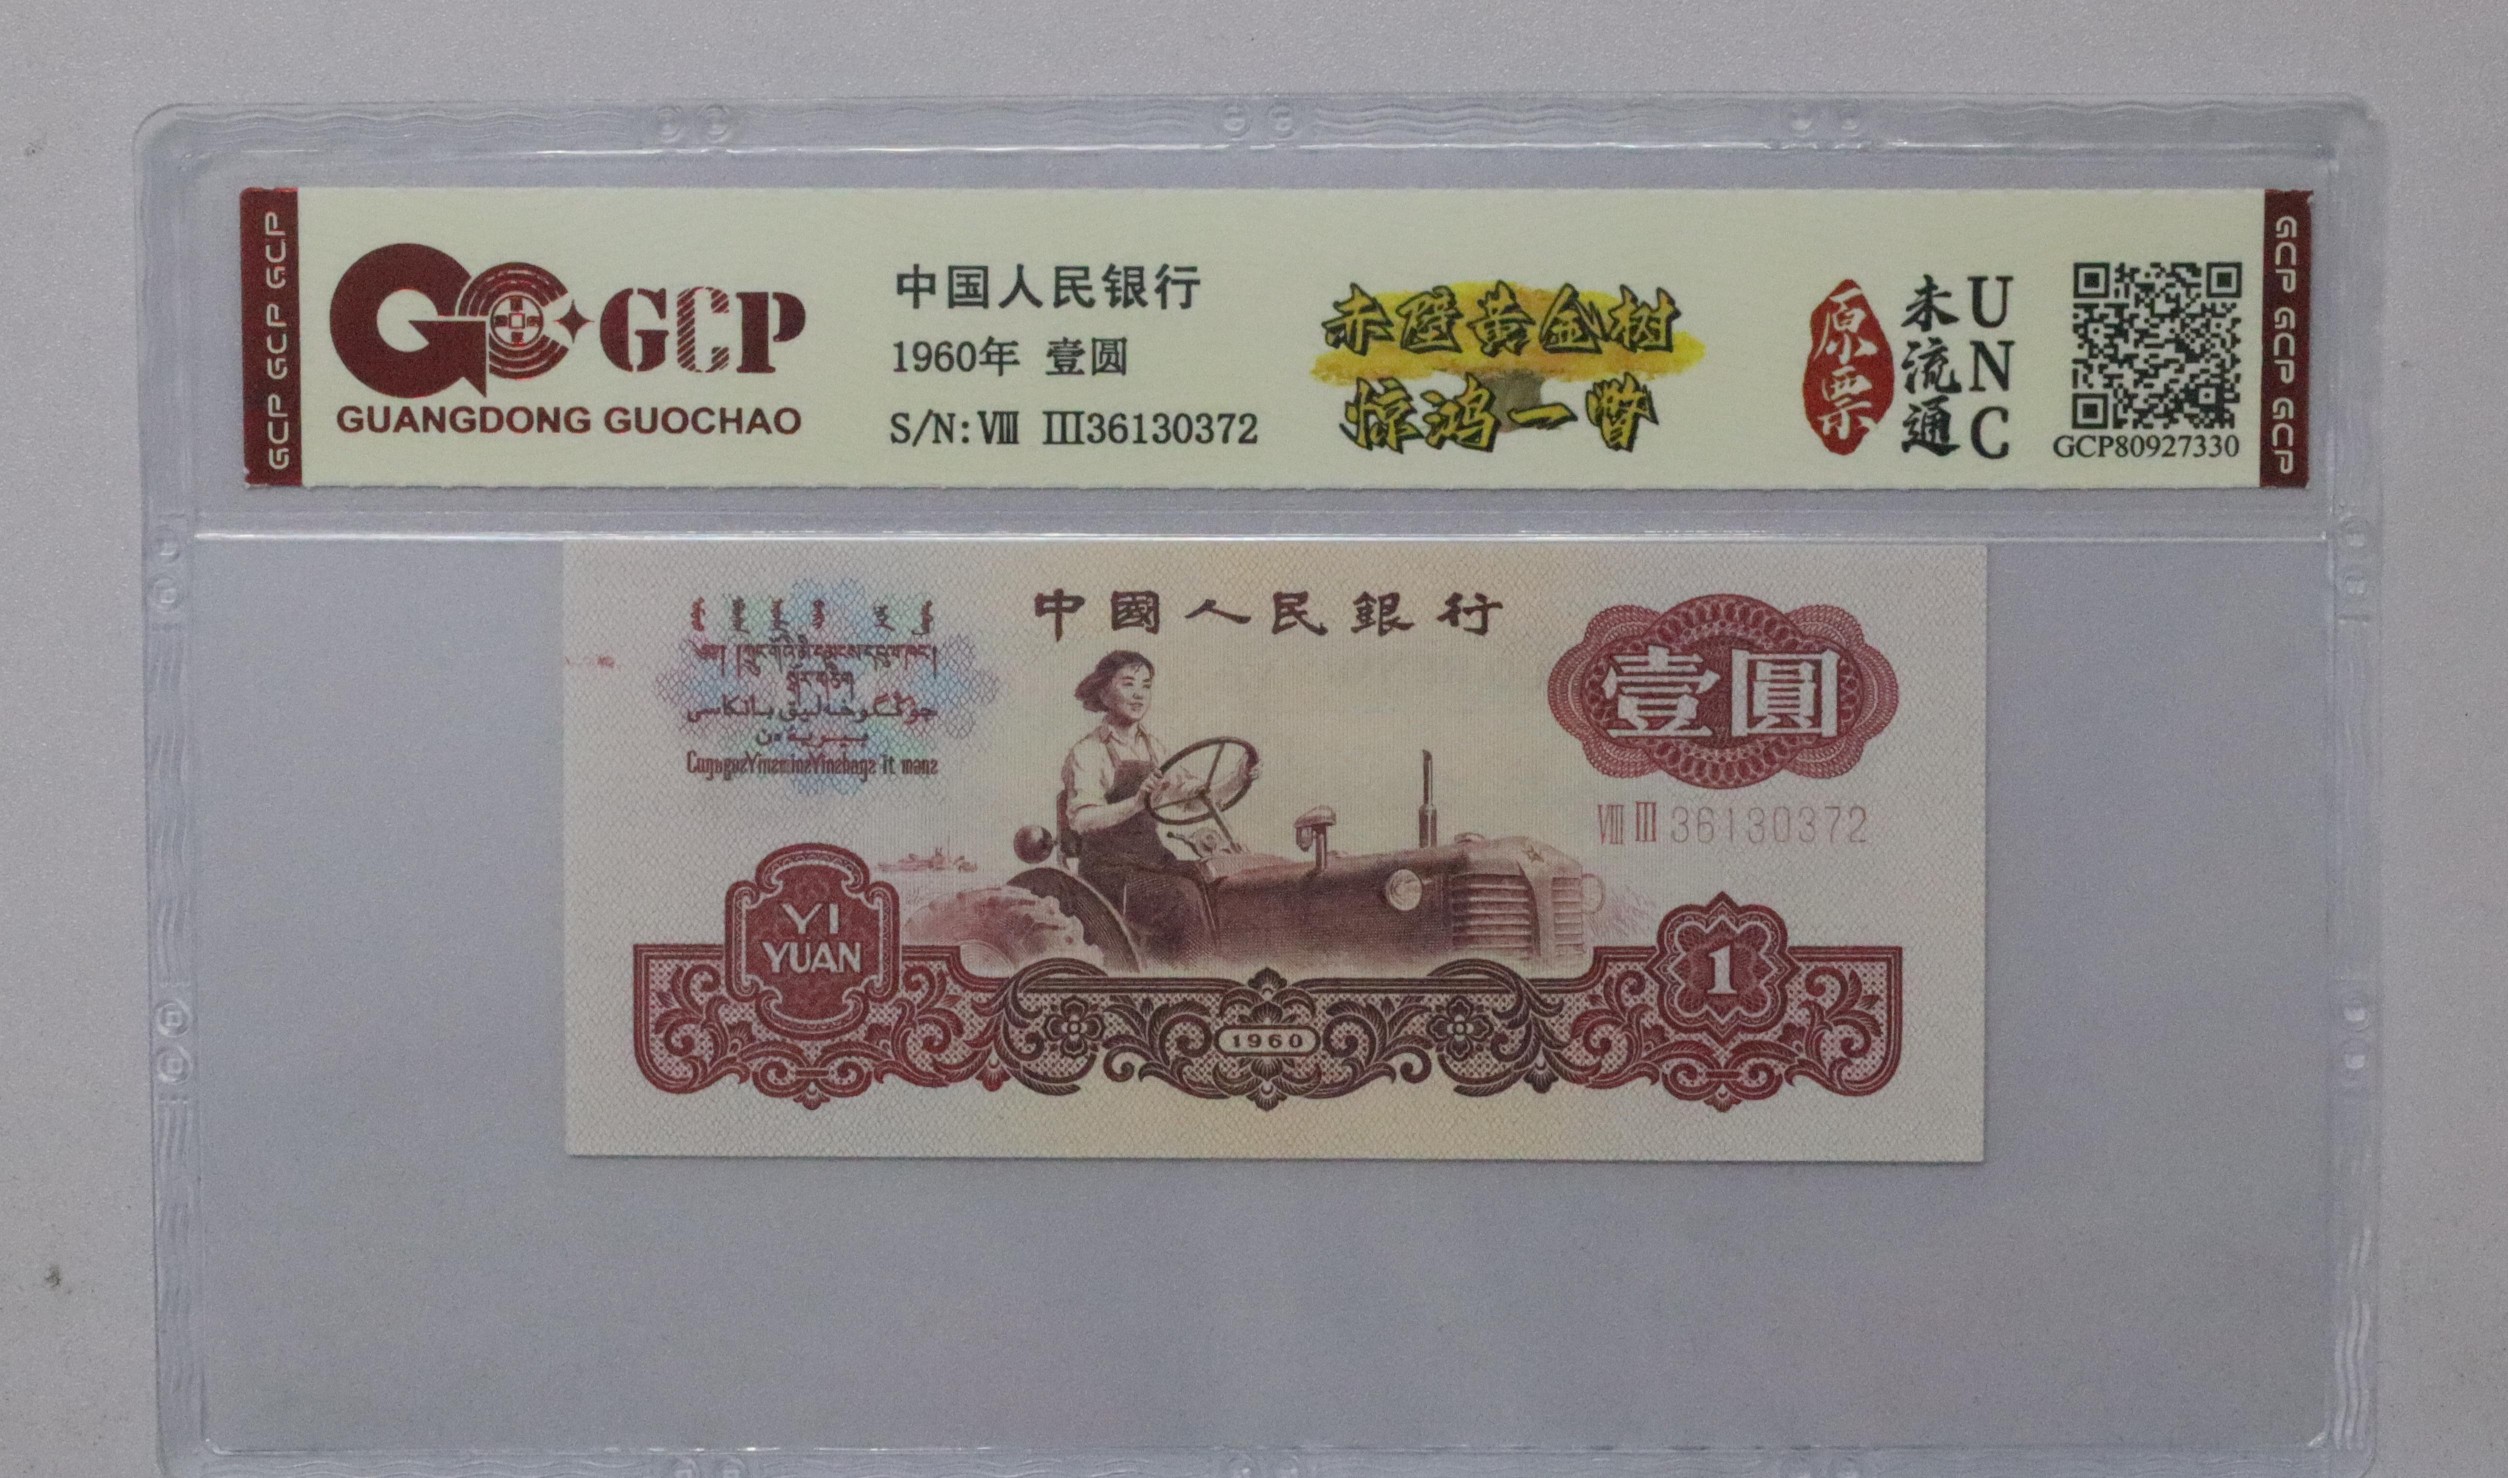 GCP GCP GCP
GCP
GUANGDONG GUOCHAO
中国人民银行
1960年 壹圆
S/N:Ⅷ Ⅲ36130372
赤壁黄金树
惊鸿一瞥
原票
未流通
UNC
GCP80927330
GCP GCP GCP
中國人民銀行
壹圓
Ⅷ Ⅲ 36130372
YI
YUAN
1960
1